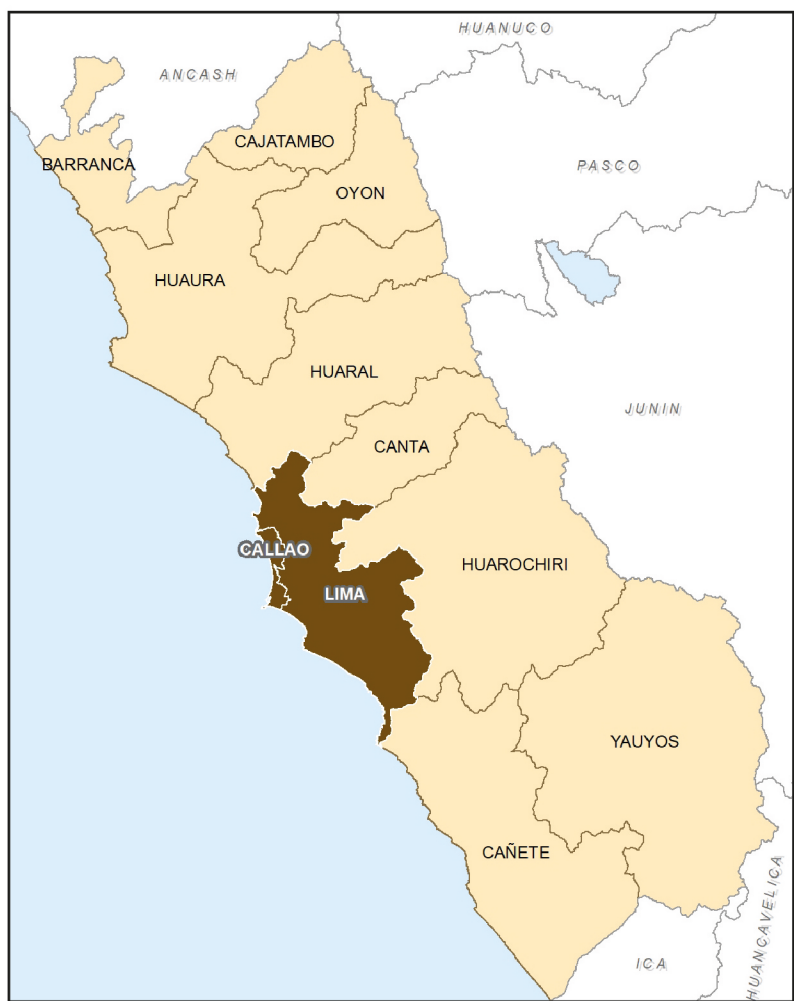 HUANUCO
ANCASH
CAJATAMBO
BARRANCA
PASCO
OYON
HUAURA
HUARAL
JUNIN
CANTA
CALLAO
HUAROCHIRI
LIMA
YAUYOS
CAÑETE
HUANCAVELICA
ICA